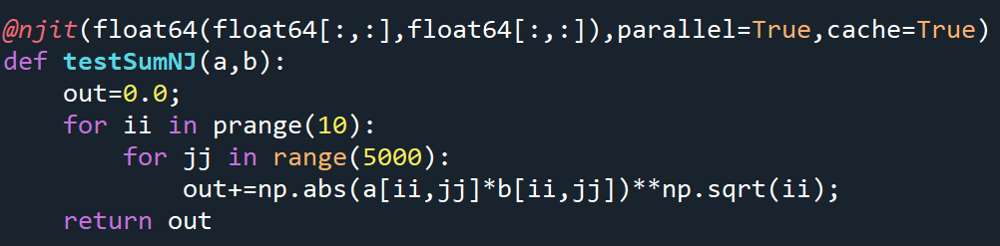 @njit(float64(float64[:,:],float64[:,:]),parallel=True,cache=True)
def testSumNJ(a,b):
    out=0.0;
    for ii in prange(10):
        for jj in range(5000):
            out+=np.abs(a[ii,jj]*b[ii,jj])**np.sqrt(ii);
    return out